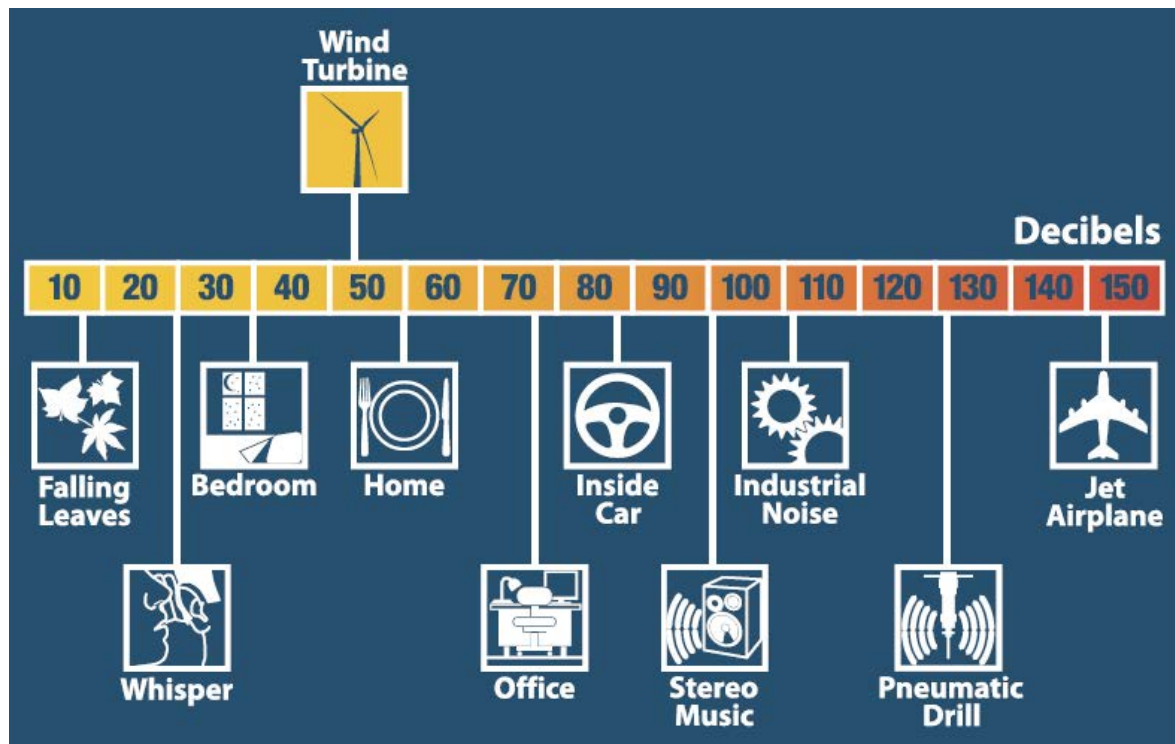 Wind
Turbine
Decibels
10 20 30 40 50 60 70 80 90 100 110 120 130 140 150
Falling
Leaves
Bedroom
Home
Inside
Car
Industrial
Noise
Jet
Airplane
Whisper
Office
Stereo
Music
Pneumatic
Drill